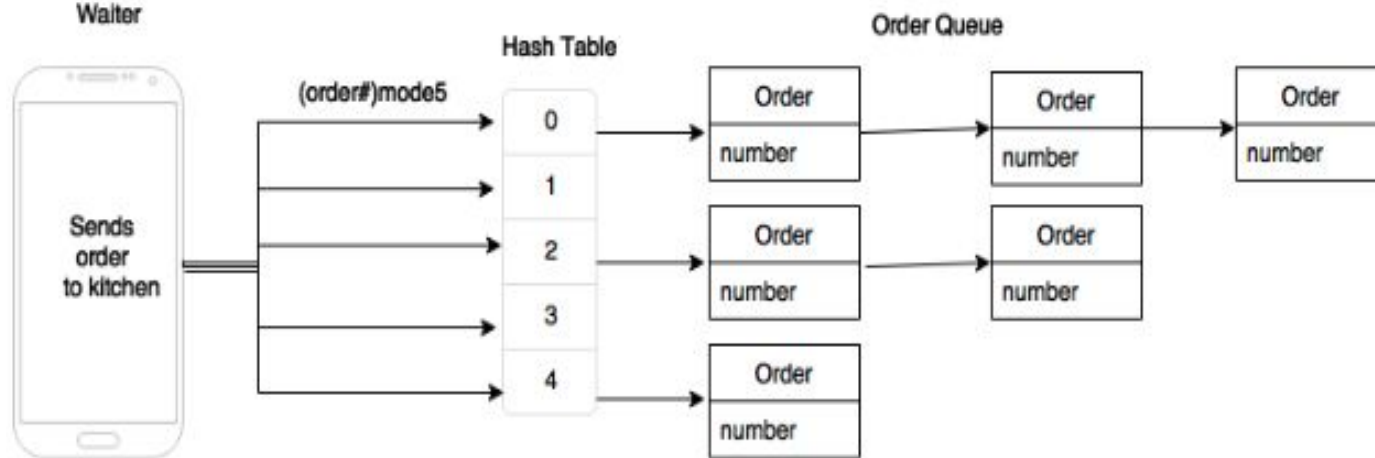 Waiter
Order Queue
Hash Table
(order#)mode5
Sends
order
to kitchen
0
1
2
3
4
Order
number
Order
number
Order
number
Order
number
Order
number
Order
number